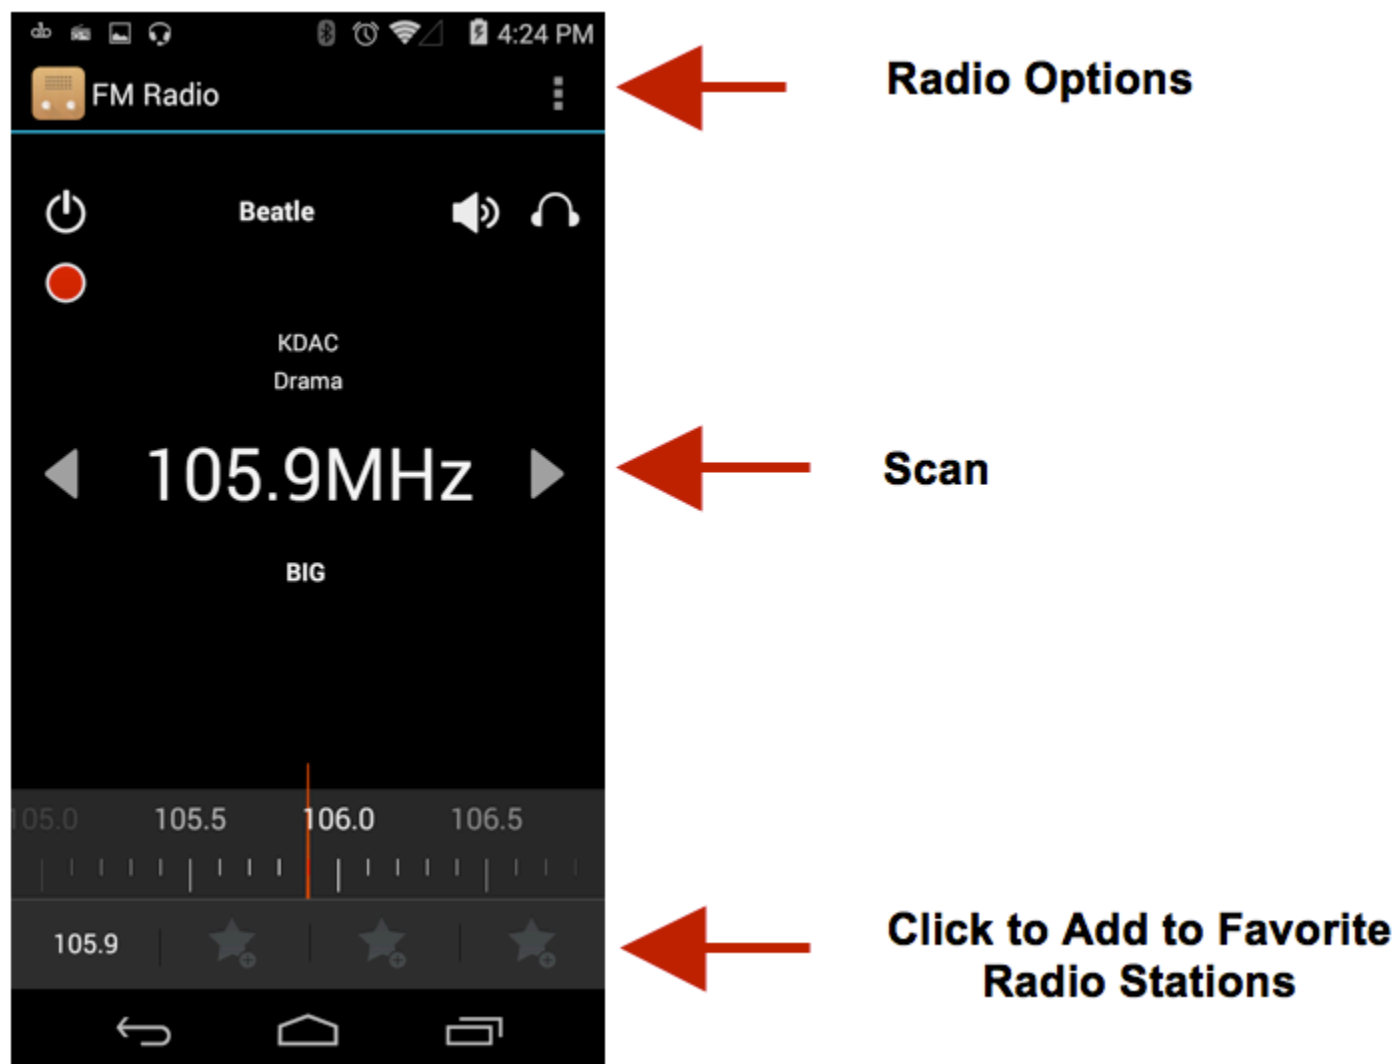 4:24 PM
FM Radio
Radio Options
Beatle
KDAC
Drama
105.9MHz
Scan
BIG
105.0 105.5 106.0 106.5
105.9
Click to Add to Favorite
Radio Stations